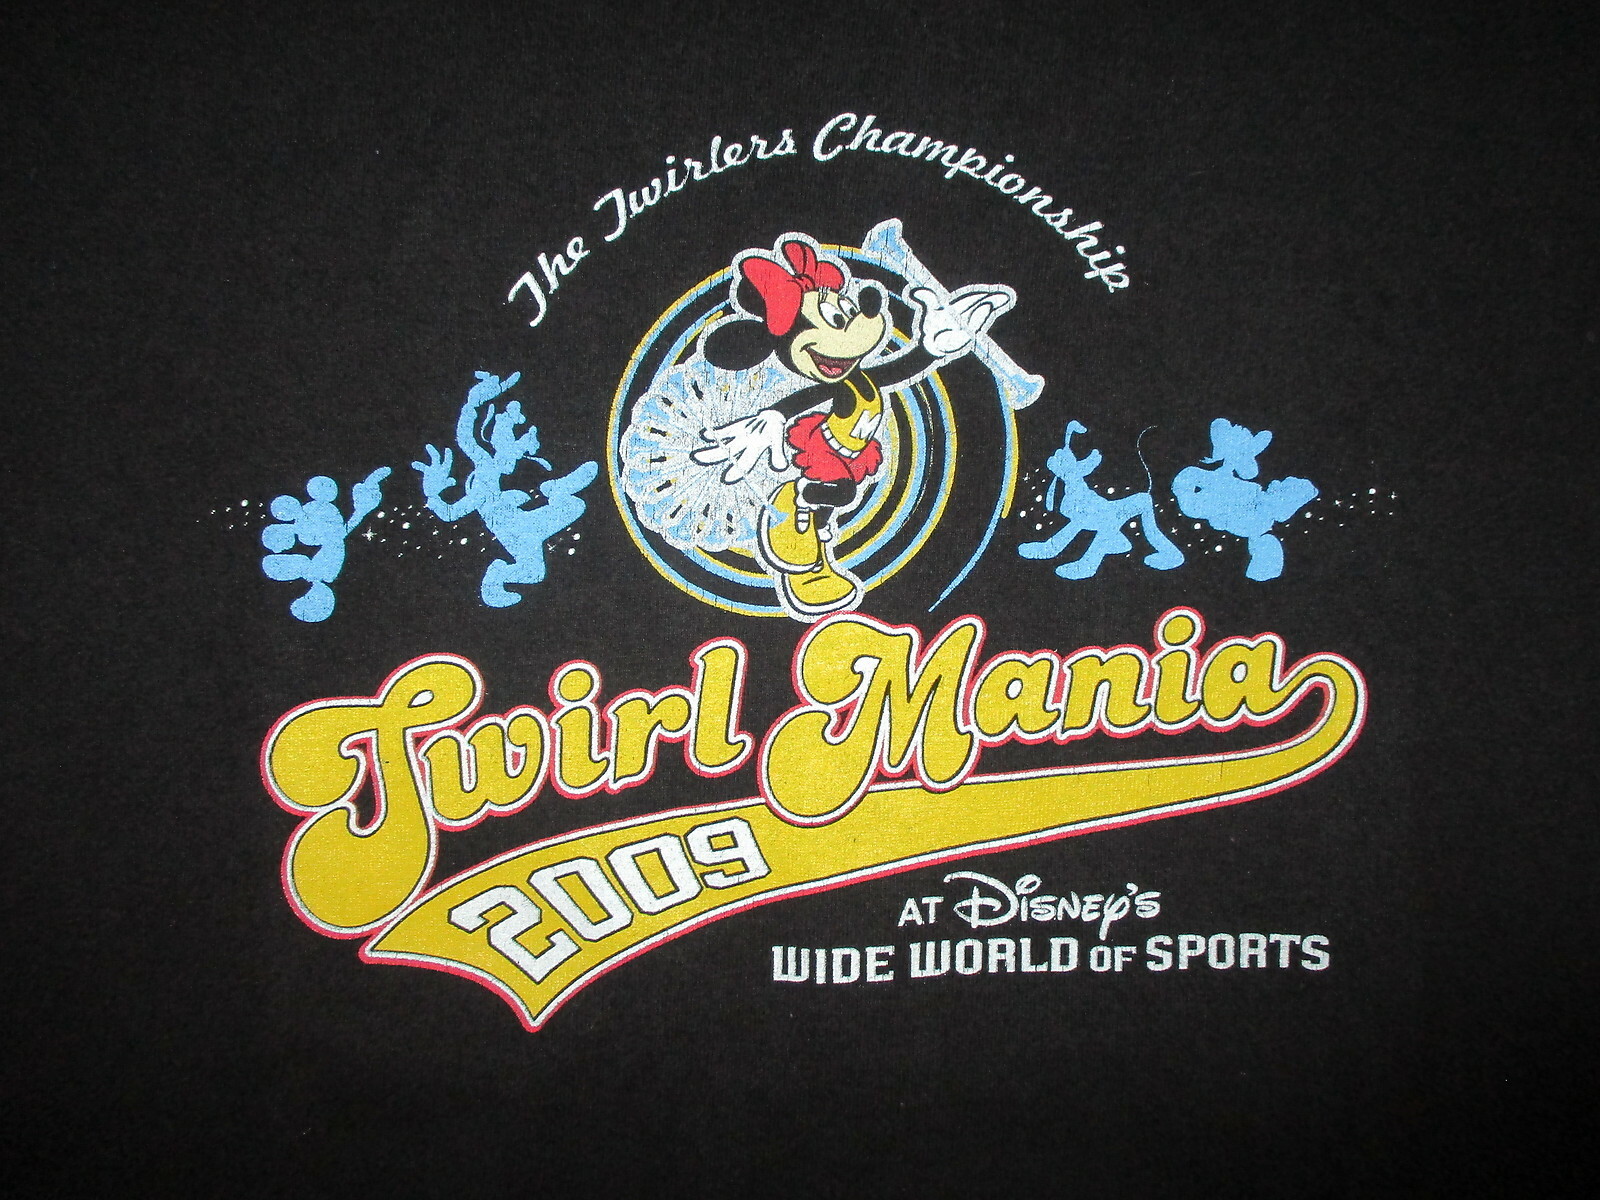 The Twirlers Championship
M
Twirl Mania
2009
AT DISNEY'S
WIDE WORLD OF SPORTS